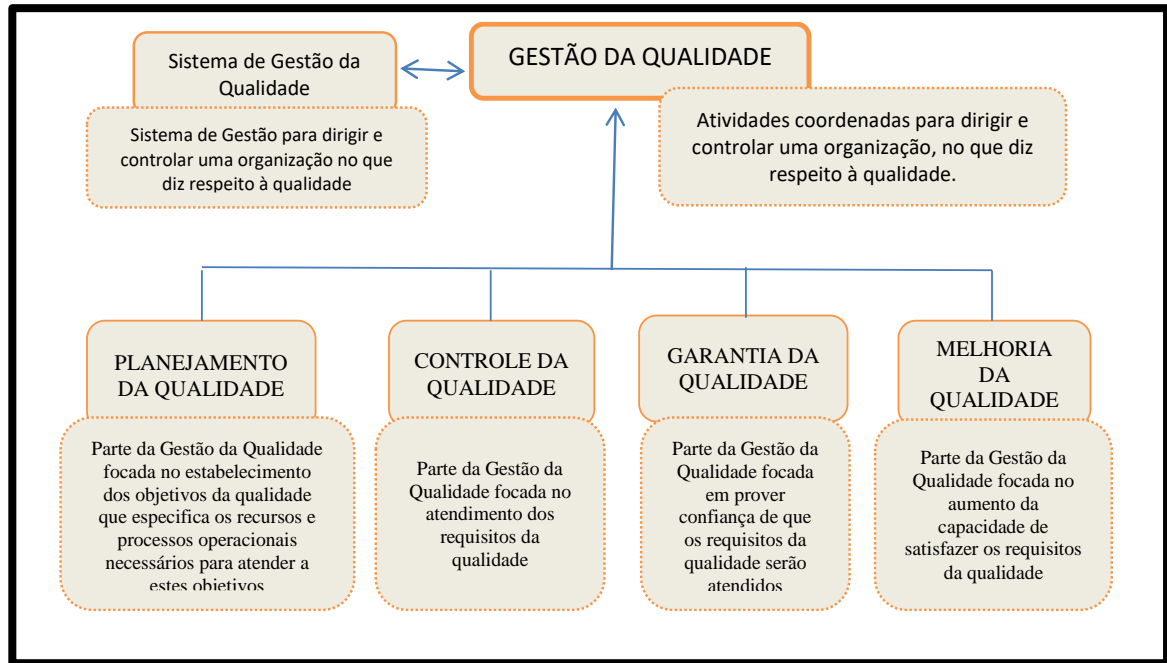 Sistema de Gestão da
Qualidade
Sistema de Gestão para dirigir e
controlar uma organização no que
diz respeito à qualidade
GESTÃO DA QUALIDADE
Atividades coordenadas para dirigir e
controlar uma organização, no que diz
respeito à qualidade.
PLANEJAMENTO
DA QUALIDADE
Parte da Gestão da Qualidade
focada no estabelecimento
dos objetivos da qualidade
que especifica os recursos e
processos operacionais
necessários para atender a
estes objetivos
CONTROLE DA
QUALIDADE
Parte da Gestão da
Qualidade focada no
atendimento dos
requisitos da
qualidade
GARANTIA DA
QUALIDADE
Parte da Gestão da
Qualidade focada
em prover
confiança de que
os requisitos da
qualidade serão
atendidos
MELHORIA
DA
QUALIDADE
Parte da Gestão da
Qualidade focada no
aumento da
capacidade de
satisfazer os requisitos
da qualidade